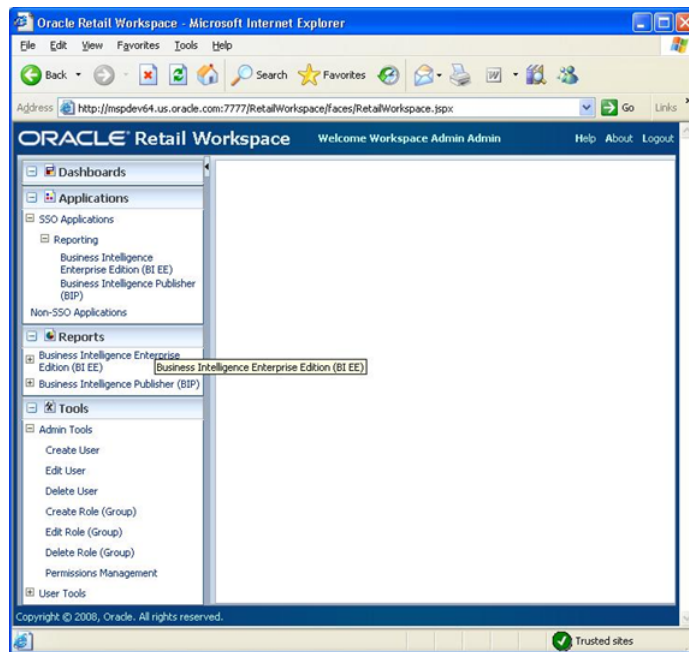 Oracle Retail Workspace - Microsoft Internet Explorer
File Edit View Favorites Tools Help
Back Search Favorites
Address http://mspdev64.us.oracle.com:7777/RetailWorkspace/faces/RetailWorkspace.jspx Go Links
ORACLE Retail Workspace Welcome Workspace Admin Admin Help About Logout
Dashboards
Applications
SSO Applications
Reporting
Business Intelligence
Enterprise Edition (BI EE)
Business Intelligence Publisher
(BIP)
Non-SSO Applications
Reports
Business Intelligence Enterprise
Edition (BI EE)
Business Intelligence Enterprise Edition (BI EE)
Business Intelligence Publisher (BIP)
Tools
Admin Tools
Create User
Edit User
Delete User
Create Role (Group)
Edit Role (Group)
Delete Role (Group)
Permissions Management
User Tools
Copyright © 2008, Oracle. All rights reserved.
Trusted sites